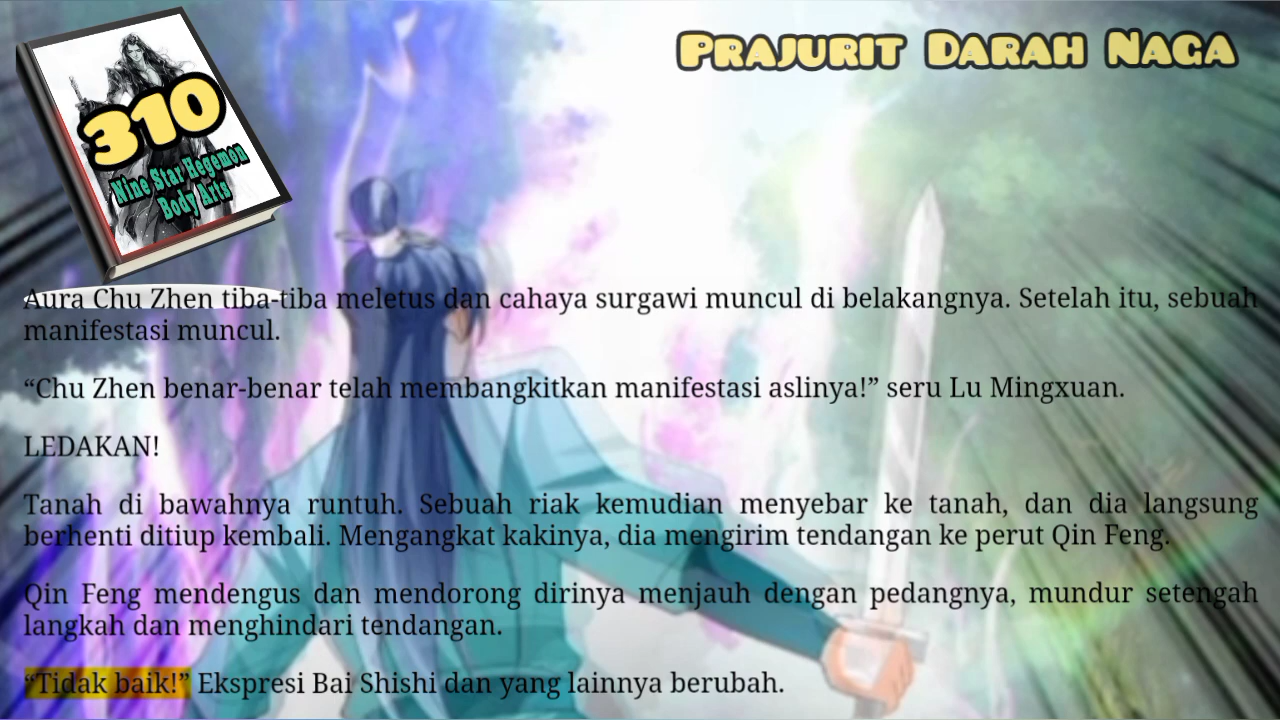 310
Nine Star Hegemon
Body Arts
PRAJURIT DARAH NAGA
Aura Chu Zhen tiba-tiba meletus dan cahaya surgawi muncul di belakangnya. Setelah itu, sebuah
manifestasi muncul.
“Chu Zhen benar-benar telah membangkitkan manifestasi aslinya!” seru Lu Mingxuan.
LEDAKAN!
Tanah di bawahnya runtuh. Sebuah riak kemudian menyebar ke tanah, dan dia langsung
berhenti ditiup kembali. Mengangkat kakinya, dia mengirim tendangan ke perut Qin Feng.
Qin Feng mendengus dan mendorong dirinya menjauh dengan pedangnya, mundur setengah
langkah dan menghindari tendangan.
“Tidak baik!” Ekspresi Bai Shishi dan yang lainnya berubah.